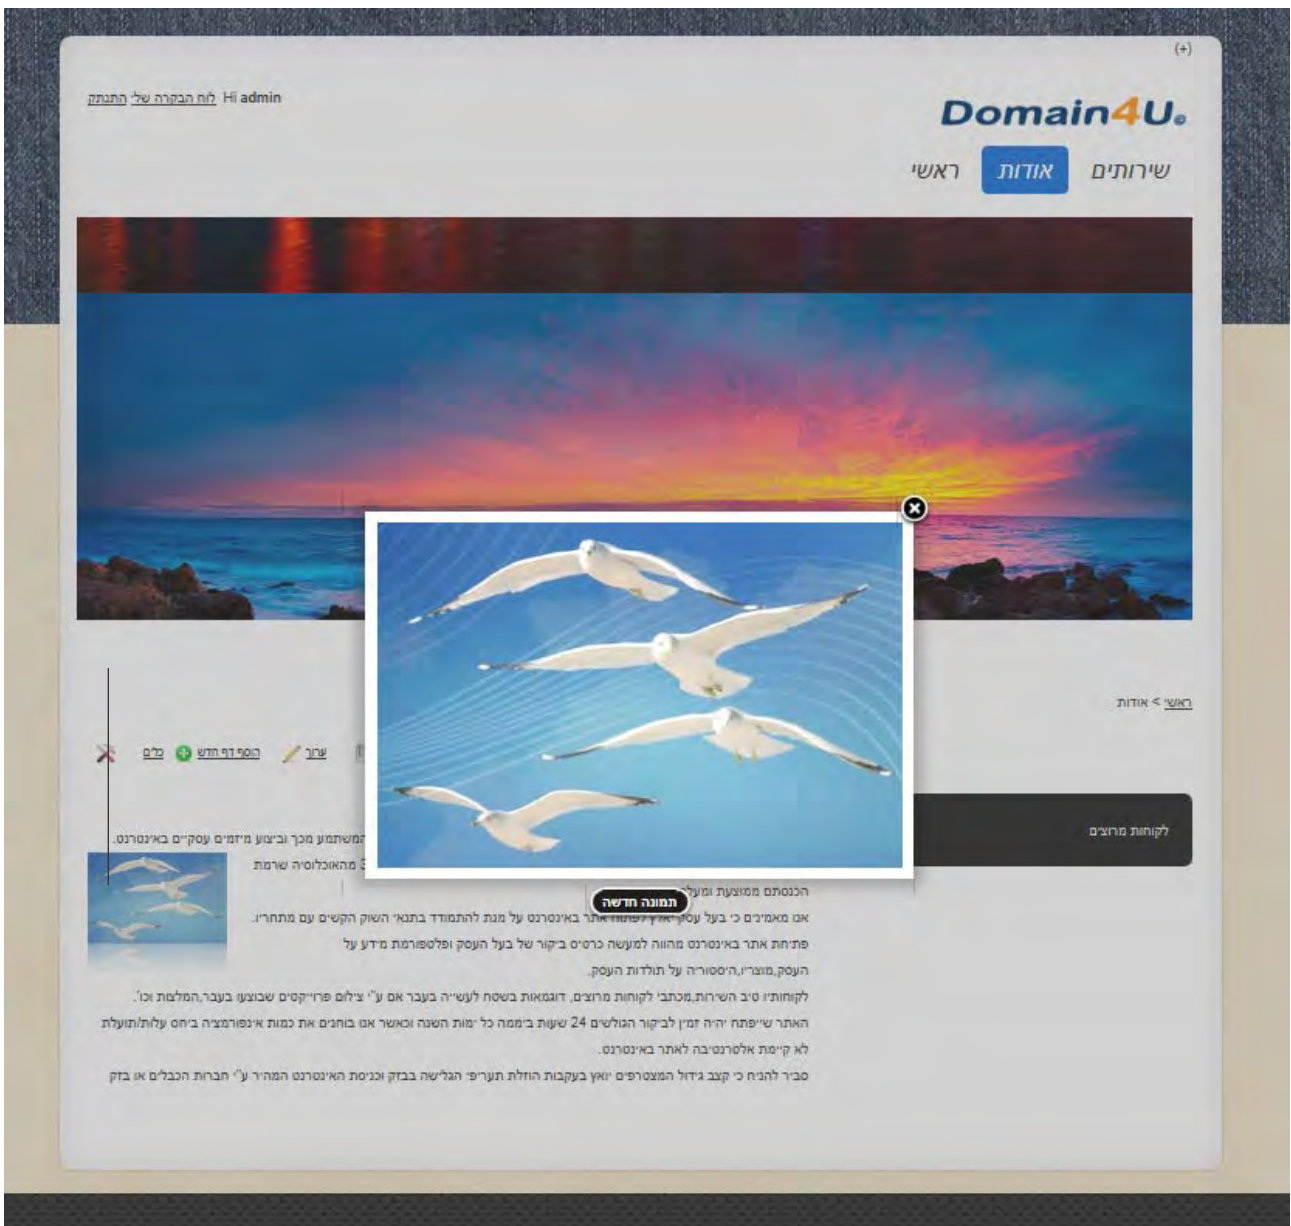 (+)
Hi admin לוח הבקרה שלי התנתק
Domain4U
שירותים אודות ראשי
ראשי > אודות
ערוך הוסף דף חדש כלים
לקוחות מרוצים
המשתמע מכך וביצוע מיזמים עסקיים באינטרנט.
מהאוכלוסיה שרמת
הכנסתם ממוצעת ומעלה
תמונה חדשה
אנו מאמינים כי בעל עסק יאלץ לפתוח אתר באינטרנט על מנת להתמודד בתנאי השוק הקשים עם מתחריו.
פתיחת אתר באינטרנט מהווה למעשה כרטיס ביקור של בעל העסק ופלטפורמת מידע על
העסק,מוצריו,היסטוריה על תולדות העסק,
לקוחותיו טיב השירות,מכתבי לקוחות מרוצים, דוגמאות בשטח לעשייה בעבר אם ע"י צילום פרוייקטים שבוצעו בעבר,המלצות וכו'.
האתר שייפתח יהיה זמין לביקור הגולשים 24 שעות ביממה כל ימות השנה וכאשר אנו בוחנים את כמות אינפורמציה ביחס עלות/תועלת
לא קיימת אלטרנטיבה לאתר באינטרנט.
סביר להניח כי קצב גידול המצטרפים יואץ בעקבות הוזלת תעריפי הגלישה בבזק וכניסת האינטרנט המהיר ע"י חברות הכבלים או בזק